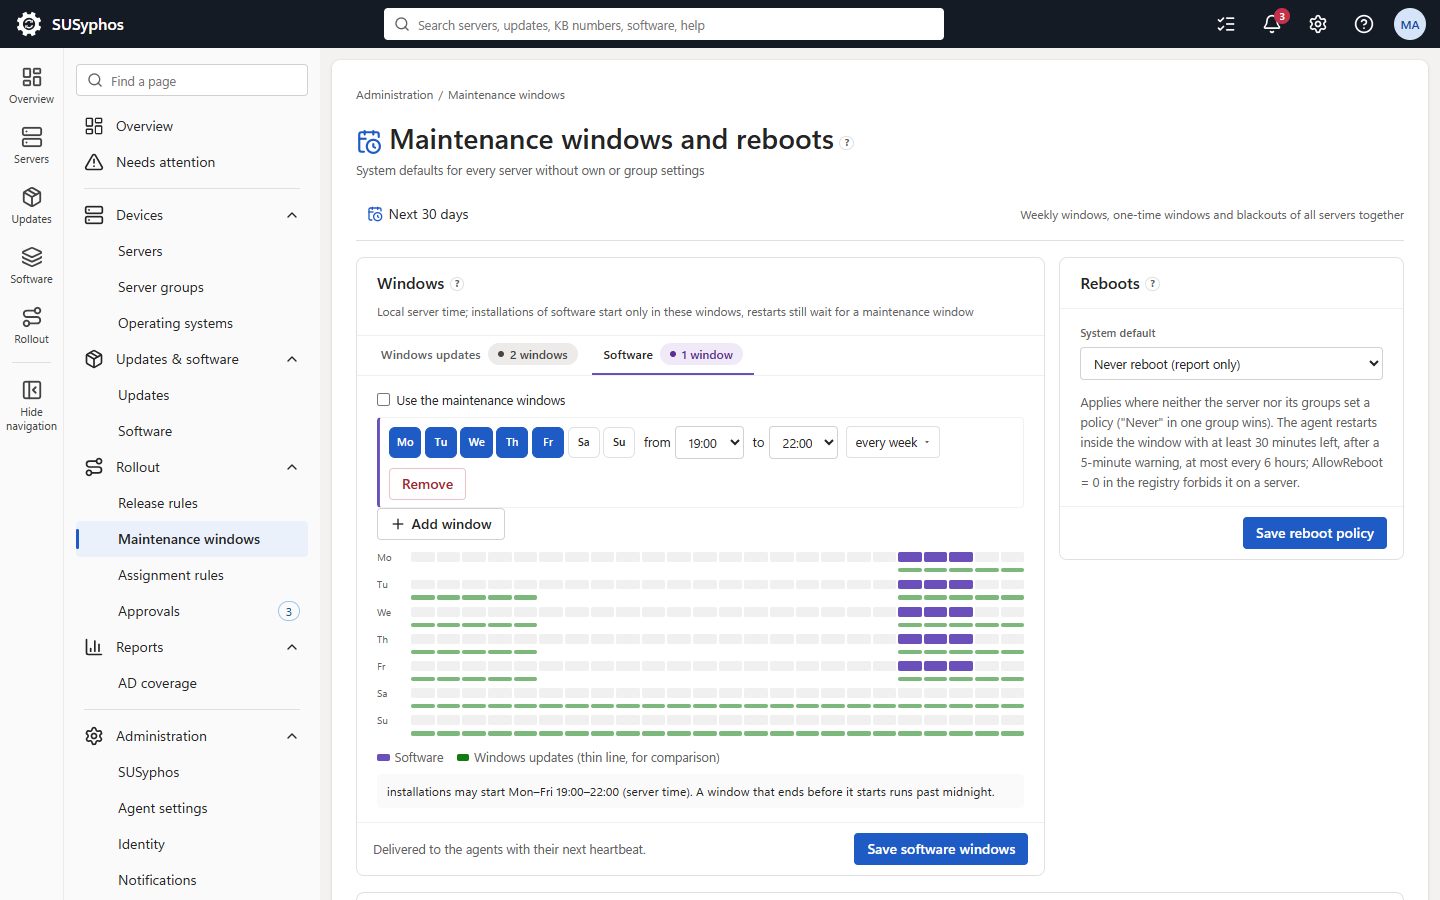 SUSyphos
Search servers, updates, KB numbers, software, help
3
MA
Overview
Servers
Updates
Software
Rollout
Hide
navigation
Find a page
Overview
Needs attention
Devices
Servers
Server groups
Operating systems
Updates & software
Updates
Software
Rollout
Release rules
Maintenance windows
Assignment rules
Approvals 3
Reports
AD coverage
Administration
SUSyphos
Agent settings
Identity
Notifications
Administration / Maintenance windows
Maintenance windows and reboots ?
System defaults for every server without own or group settings
Next 30 days
Weekly windows, one-time windows and blackouts of all servers together
Windows ?
Local server time; installations of software start only in these windows, restarts still wait for a maintenance window
Windows updates 2 windows Software 1 window
Use the maintenance windows
Mo Tu We Th Fr Sa Su from 19:00 to 22:00 every week
Remove
+ Add window
Mo
Tu
We
Th
Fr
Sa
Su
Software Windows updates (thin line, for comparison)
installations may start Mon–Fri 19:00–22:00 (server time). A window that ends before it starts runs past midnight.
Delivered to the agents with their next heartbeat.
Save software windows
Reboots ?
System default
Never reboot (report only)
Applies where neither the server nor its groups set a
policy ("Never" in one group wins). The agent restarts
inside the window with at least 30 minutes left, after a
5-minute warning, at most every 6 hours; AllowReboot
= 0 in the registry forbids it on a server.
Save reboot policy